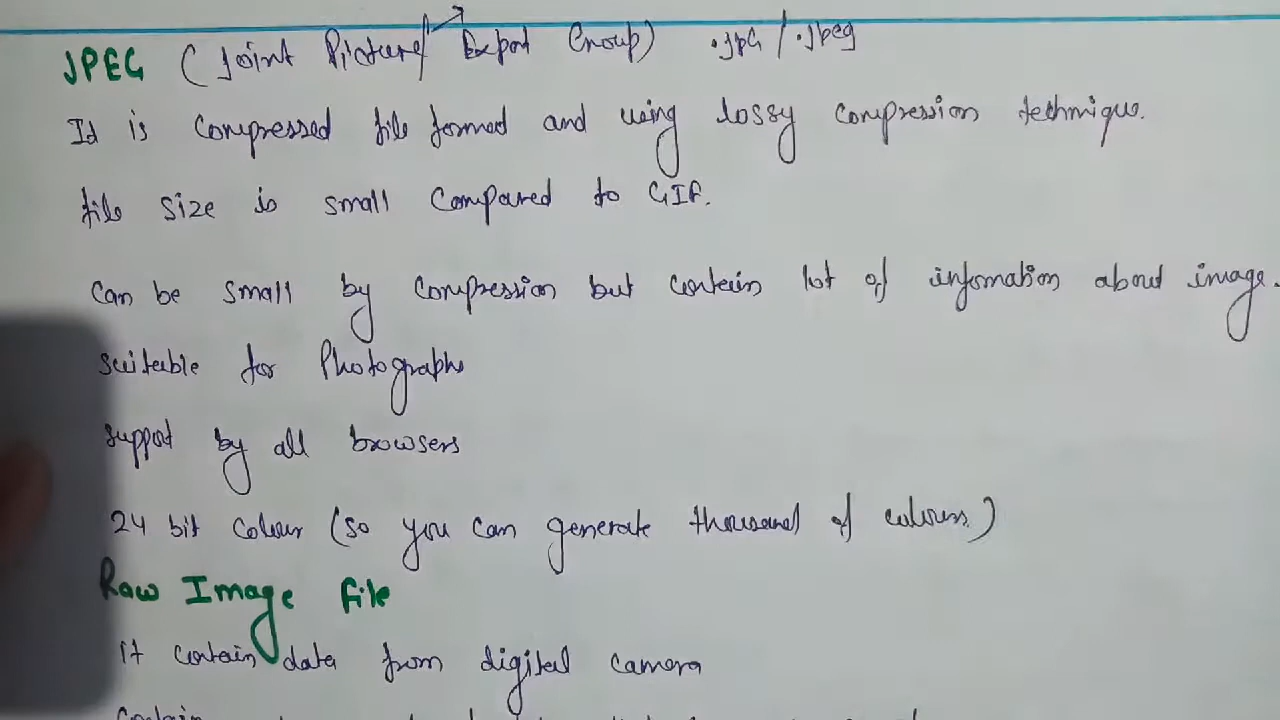 JPEG (Joint Picture/ Expert Group) .jpG / .jpeg
It is compressed file format and using lossy compression technique.
file size is small compared to GIF.
Can be small by compression but contain lot of information about image.
suitable for Photographs
support by all browsers
24 bit colour (so you can generate thousand of colours)
Raw Image file
It contain data from digital camera
Contain